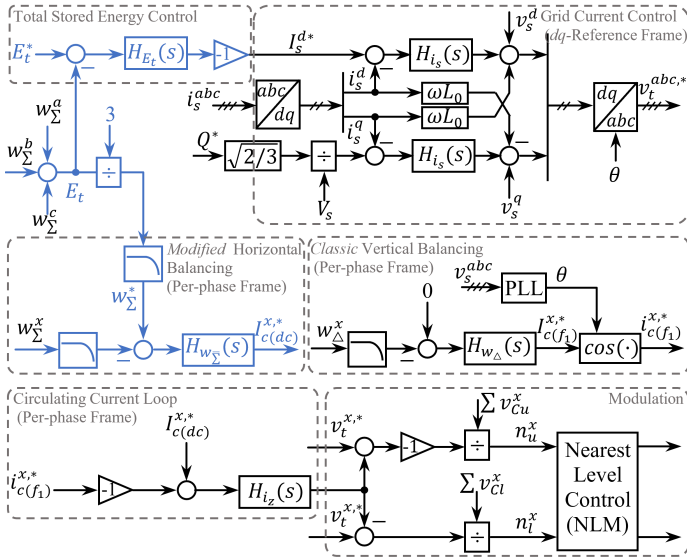 Total Stored Energy Control
E_t^*
−
H_{E_t}(s)
-1
I_s^{d*}
−
H_{i_s}(s)
v_s^d
Grid Current Control
(dq-Reference Frame)
i_s^{abc}
abc
dq
i_s^d
ωL_0
i_s^q
ωL_0
dq
abc
v_t^{abc,*}
θ
w_Σ^a
w_Σ^b
w_Σ^c
3
E_t
÷
Q^*
√2/3
÷
V_s
−
H_{i_s}(s)
−
−
v_s^q
Modified Horizontal
Balancing
(Per-phase Frame)
w_Σ^*
w_Σ^x
−
H_{w_Σ}(s)
I_{c(dc)}^{x,*}
Classic Vertical Balancing
(Per-phase Frame)
v_s^{abc}
PLL
θ
0
w_△^x
−
H_{w_△}(s)
I_{c(f_1)}^{x,*}
cos(·)
i_{c(f_1)}^{x,*}
Circulating Current Loop
(Per-phase Frame)
I_{c(dc)}^{x,*}
i_{c(f_1)}^{x,*}
-1
H_{i_z}(s)
Modulation
v_t^{x,*}
-1
∑ v_{Cu}^x
÷
n_u^x
v_t^{x,*}
−
∑ v_{Cl}^x
÷
n_l^x
Nearest
Level
Control
(NLM)